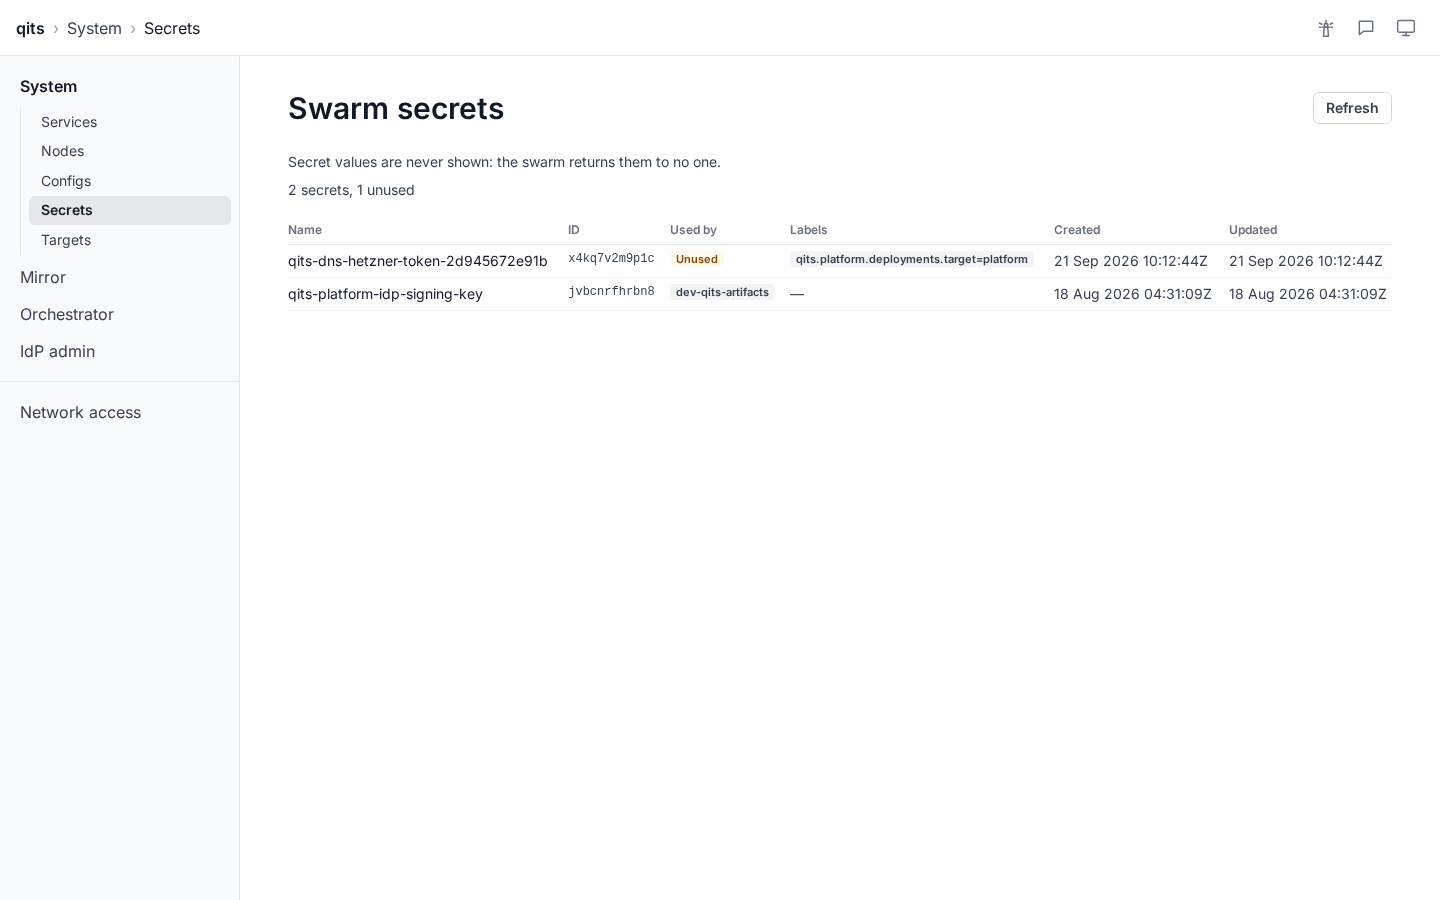 qits › System › Secrets
System
Services
Nodes
Configs
Secrets
Targets
Mirror
Orchestrator
IdP admin
Network access
Swarm secrets
Refresh
Secret values are never shown: the swarm returns them to no one.
2 secrets, 1 unused
Name ID Used by Labels Created Updated
qits-dns-hetzner-token-2d945672e91b x4kq7v2m9p1c Unused qits.platform.deployments.target=platform 21 Sep 2026 10:12:44Z 21 Sep 2026 10:12:44Z
qits-platform-idp-signing-key jvbcnrfhrbn8 dev-qits-artifacts — 18 Aug 2026 04:31:09Z 18 Aug 2026 04:31:09Z